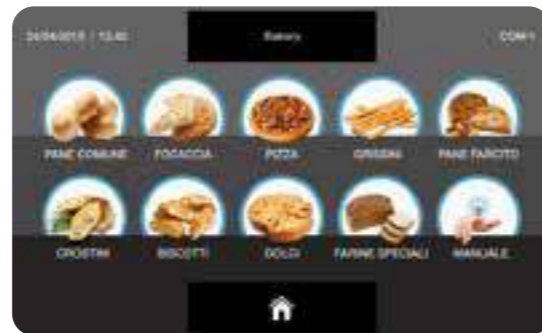 Bakery
PANE COMUNE FOCACCIA PIZZA GRISSINI PANE FARCITO
CROSTINI BISCOTTI DOLCI FARINE SPECIALI MANUALE